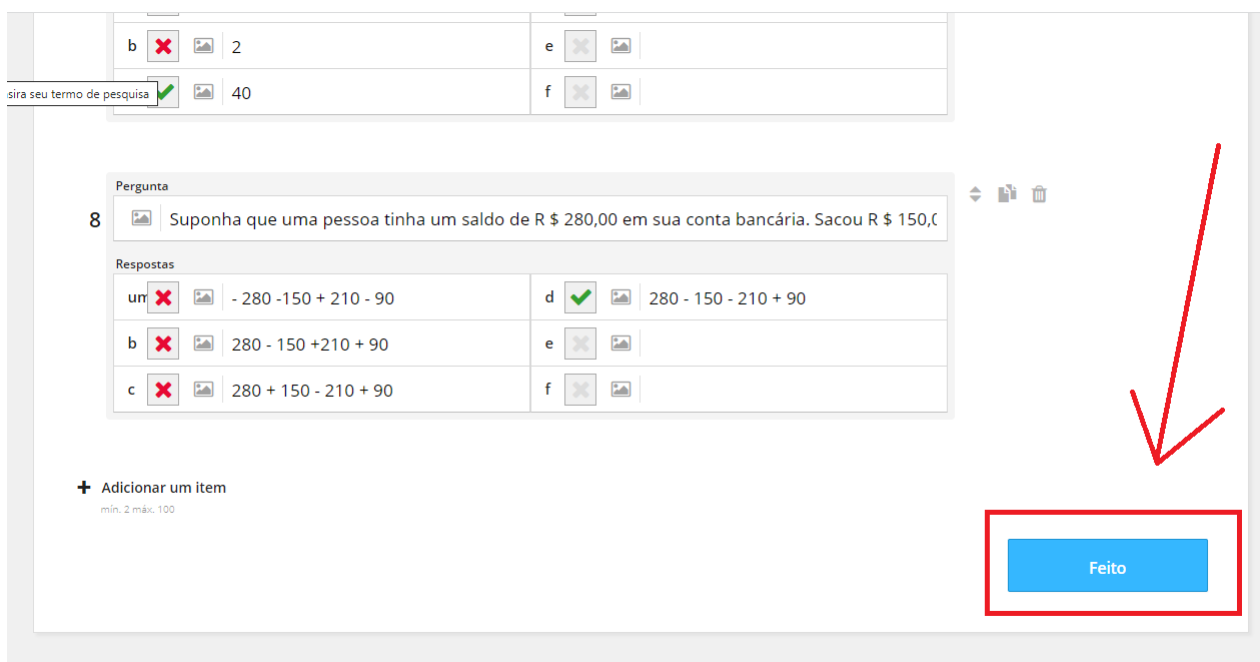 b 2 e
nsira seu termo de pesquisa 40 f
Pergunta
8 Suponha que uma pessoa tinha um saldo de R $ 280,00 em sua conta bancária. Sacou R $ 150,0
Respostas
um - 280 -150 + 210 - 90 d 280 - 150 - 210 + 90
b 280 - 150 +210 + 90 e
c 280 + 150 - 210 + 90 f
+ Adicionar um item
mín. 2 máx. 100
Feito